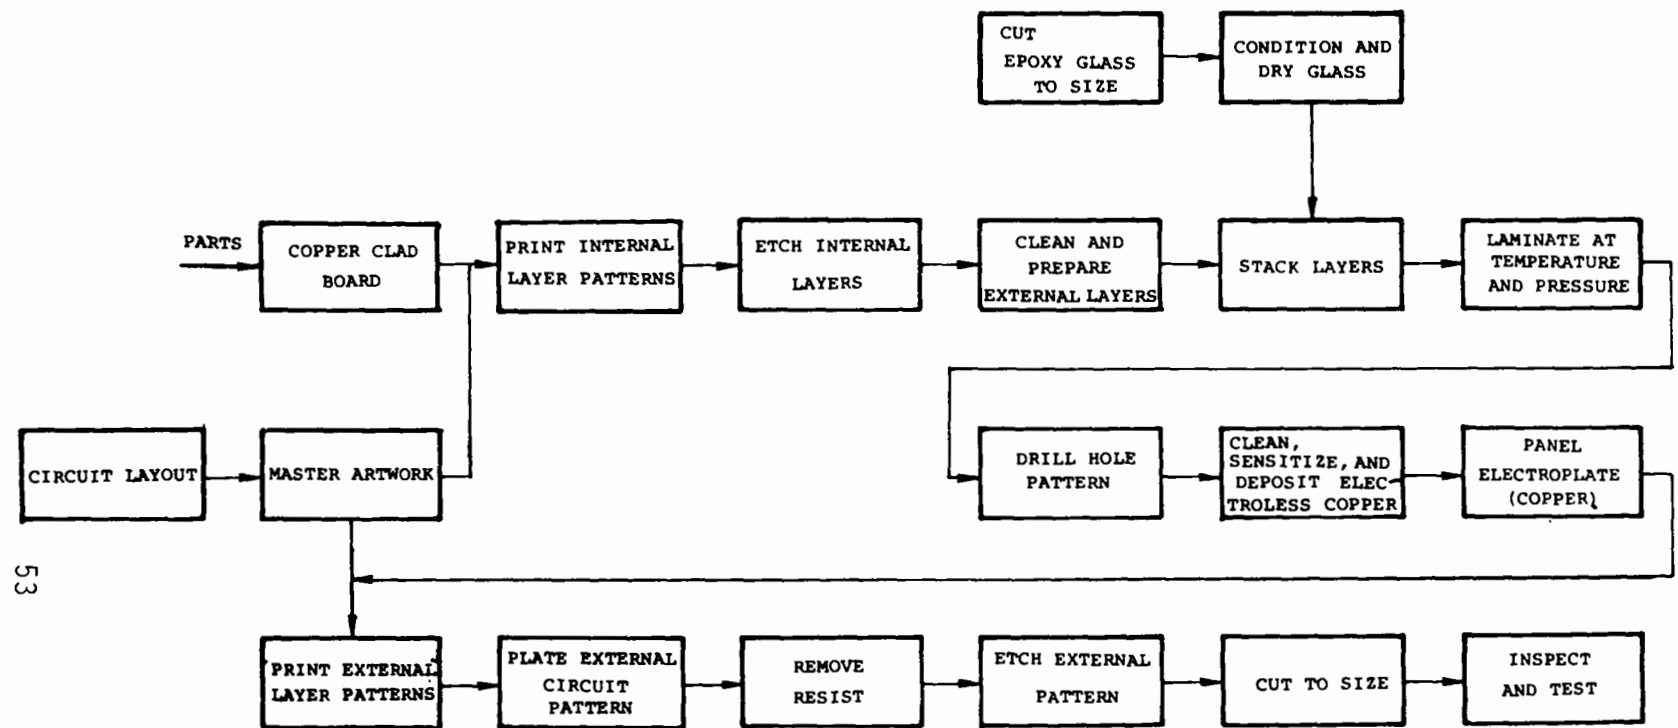 CUT
EPOXY GLASS
TO SIZE
CONDITION AND
DRY GLASS
PARTS
COPPER CLAD
BOARD
PRINT INTERNAL
LAYER PATTERNS
ETCH INTERNAL
LAYERS
CLEAN AND
PREPARE
EXTERNAL LAYERS
STACK LAYERS
LAMINATE AT
TEMPERATURE
AND PRESSURE
CIRCUIT LAYOUT
MASTER ARTWORK
DRILL HOLE
PATTERN
CLEAN,
SENSITIZE, AND
DEPOSIT ELEC-
TROLESS COPPER
PANEL
ELECTROPLATE
(COPPER)
53
PRINT EXTERNAL
LAYER PATTERNS
PLATE EXTERNAL
CIRCUIT
PATTERN
REMOVE
RESIST
ETCH EXTERNAL
PATTERN
CUT TO SIZE
INSPECT
AND TEST